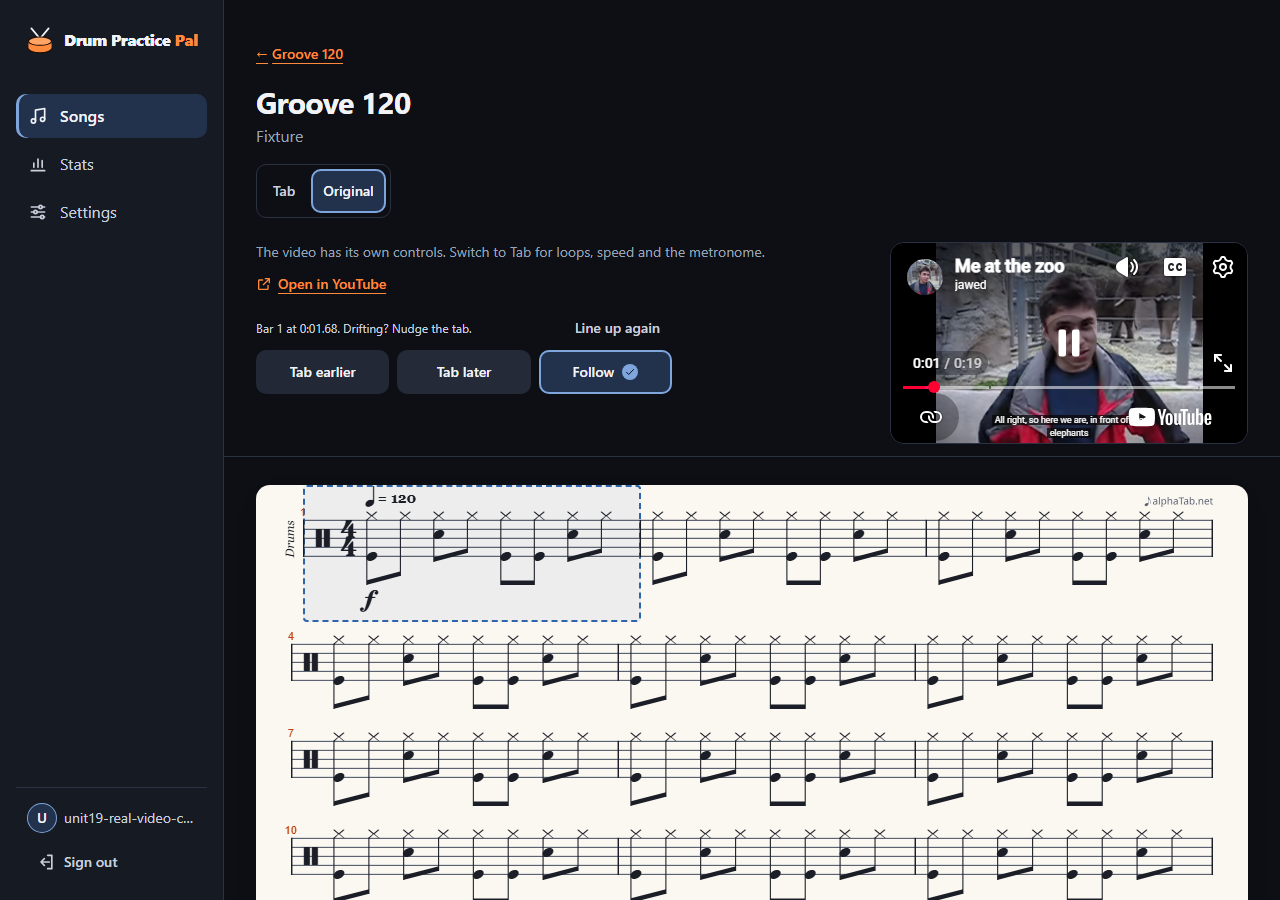 Drum Practice Pal
Songs
Stats
Settings
unit19-real-video-c...
Sign out
← Groove 120
Groove 120
Fixture
Tab
Original
The video has its own controls. Switch to Tab for loops, speed and the metronome.
Open in YouTube
Bar 1 at 0:01.68. Drifting? Nudge the tab.
Line up again
Tab earlier
Tab later
Follow
Me at the zoo
jawed
CC
0:01 / 0:19
All right, so here we are, in front of
elephants
YouTube
= 120
alphaTab.net
Drums
1
4
4
f
4
7
10
U